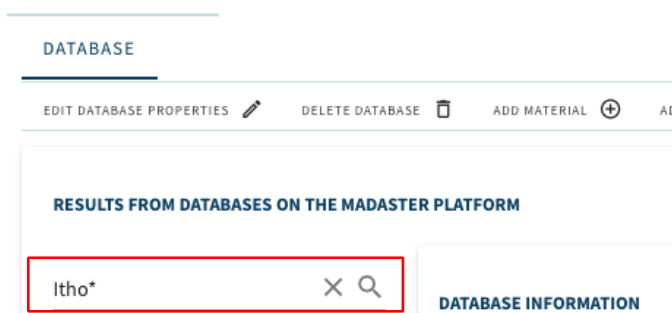 DATABASE
EDIT DATABASE PROPERTIES DELETE DATABASE ADD MATERIAL
RESULTS FROM DATABASES ON THE MADASTER PLATFORM
Itho*
DATABASE INFORMATION